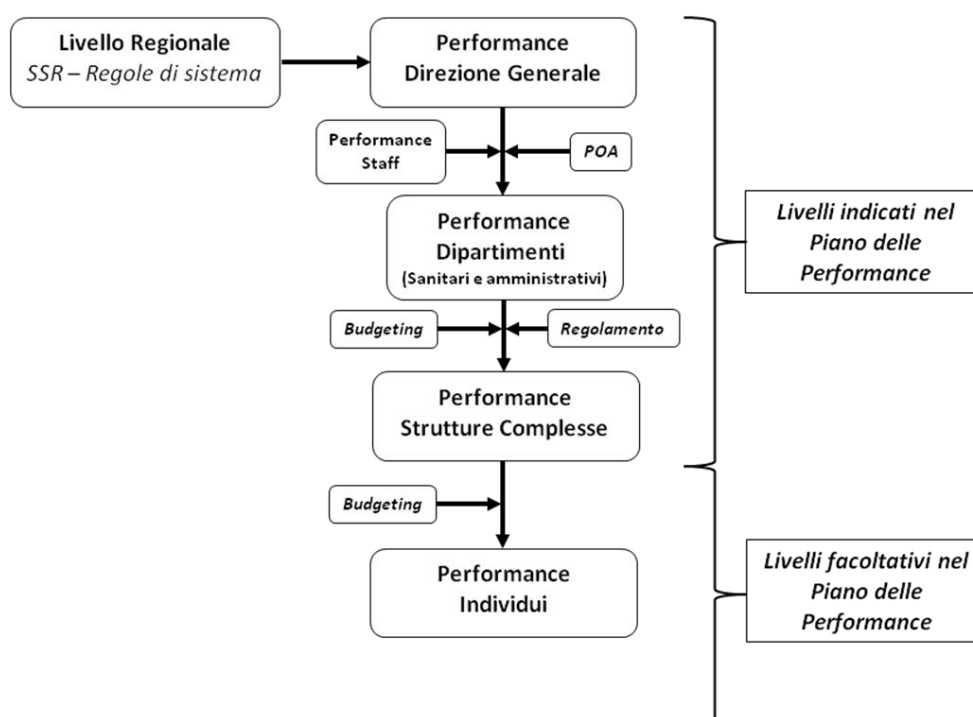 Livello Regionale
SSR – Regole di sistema
Performance
Direzione Generale
Performance
Staff
POA
Performance
Dipartimenti
(Sanitari e amministrativi)
Livelli indicati nel
Piano delle
Performance
Budgeting
Regolamento
Performance
Strutture Complesse
Budgeting
Performance
Individui
Livelli facoltativi nel
Piano delle
Performance